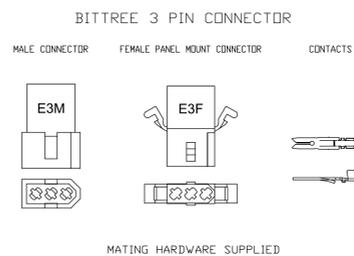 BITTREE 3 PIN CONNECTOR
MALE CONNECTOR
FEMALE PANEL MOUNT CONNECTOR
CONTACTS
E3M
E3F
MATING HARDWARE SUPPLIED